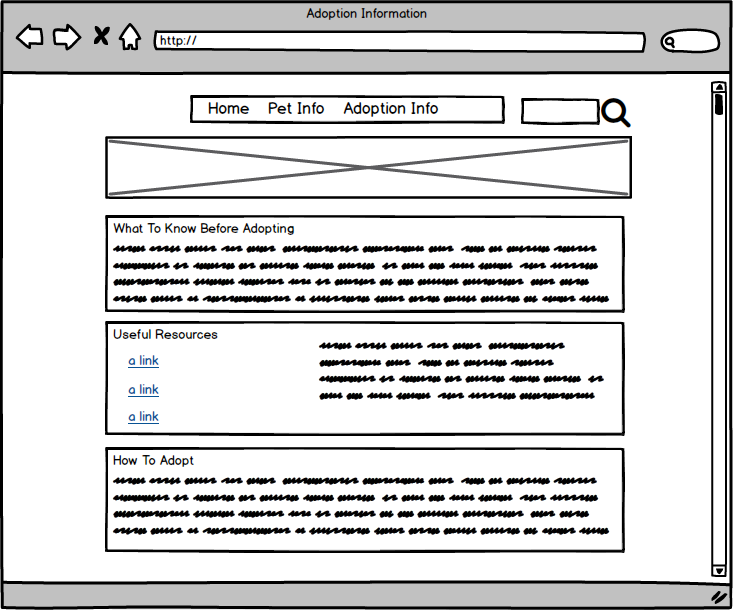 Adoption Information
http://
Home Pet Info Adoption Info
What To Know Before Adopting
Useful Resources
a link
a link
a link
How To Adopt